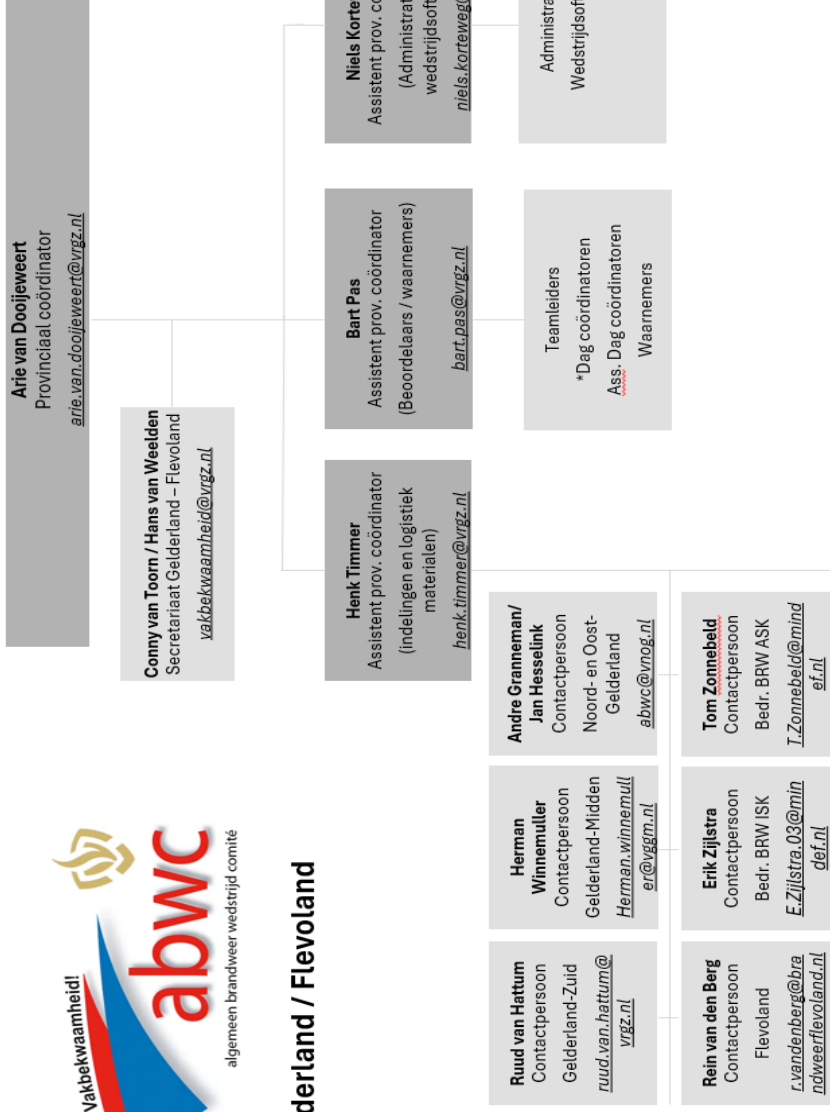 Vakbekwaamheid!
abwc
algemeen brandweer wedstrijd comité
derland / Flevoland
Arie van Dooijeweert
Provinciaal coördinator
arie.van.dooijeweert@vrgz.nl
Conny van Toorn / Hans van Weelden
Secretariaat Gelderland – Flevoland
vakbekwaamheid@vrgz.nl
Henk Timmer
Assistent prov. coördinator
(indelingen en logistiek
materialen)
henk.timmer@vrgz.nl
Bart Pas
Assistent prov. coördinator
(Beoordelaars / waarnemers)
bart.pas@vrgz.nl
Niels Korte
Assistent prov. co
(Administrat
wedstrijdsoft
niels.korteweg@
Teamleiders
*Dag coördinatoren
Ass. Dag coördinatoren
Waarnemers
Administra
Wedstrijdsof
Ruud van Hattum
Contactpersoon
Gelderland-Zuid
ruud.van.hattum@
vrgz.nl
Herman
Winnemuller
Contactpersoon
Gelderland-Midden
Herman.winnemull
er@vggm.nl
Andre Granneman/
Jan Hesselink
Contactpersoon
Noord- en Oost-
Gelderland
abwc@vnog.nl
Rein van den Berg
Contactpersoon
Flevoland
r.vandenberg@bra
ndweerflevoland.nl
Erik Zijlstra
Contactpersoon
Bedr. BRW ISK
E.Zijlstra.03@min
def.nl
Tom Zonnebeld
Contactpersoon
Bedr. BRW ASK
T.Zonnebeld@mind
ef.nl